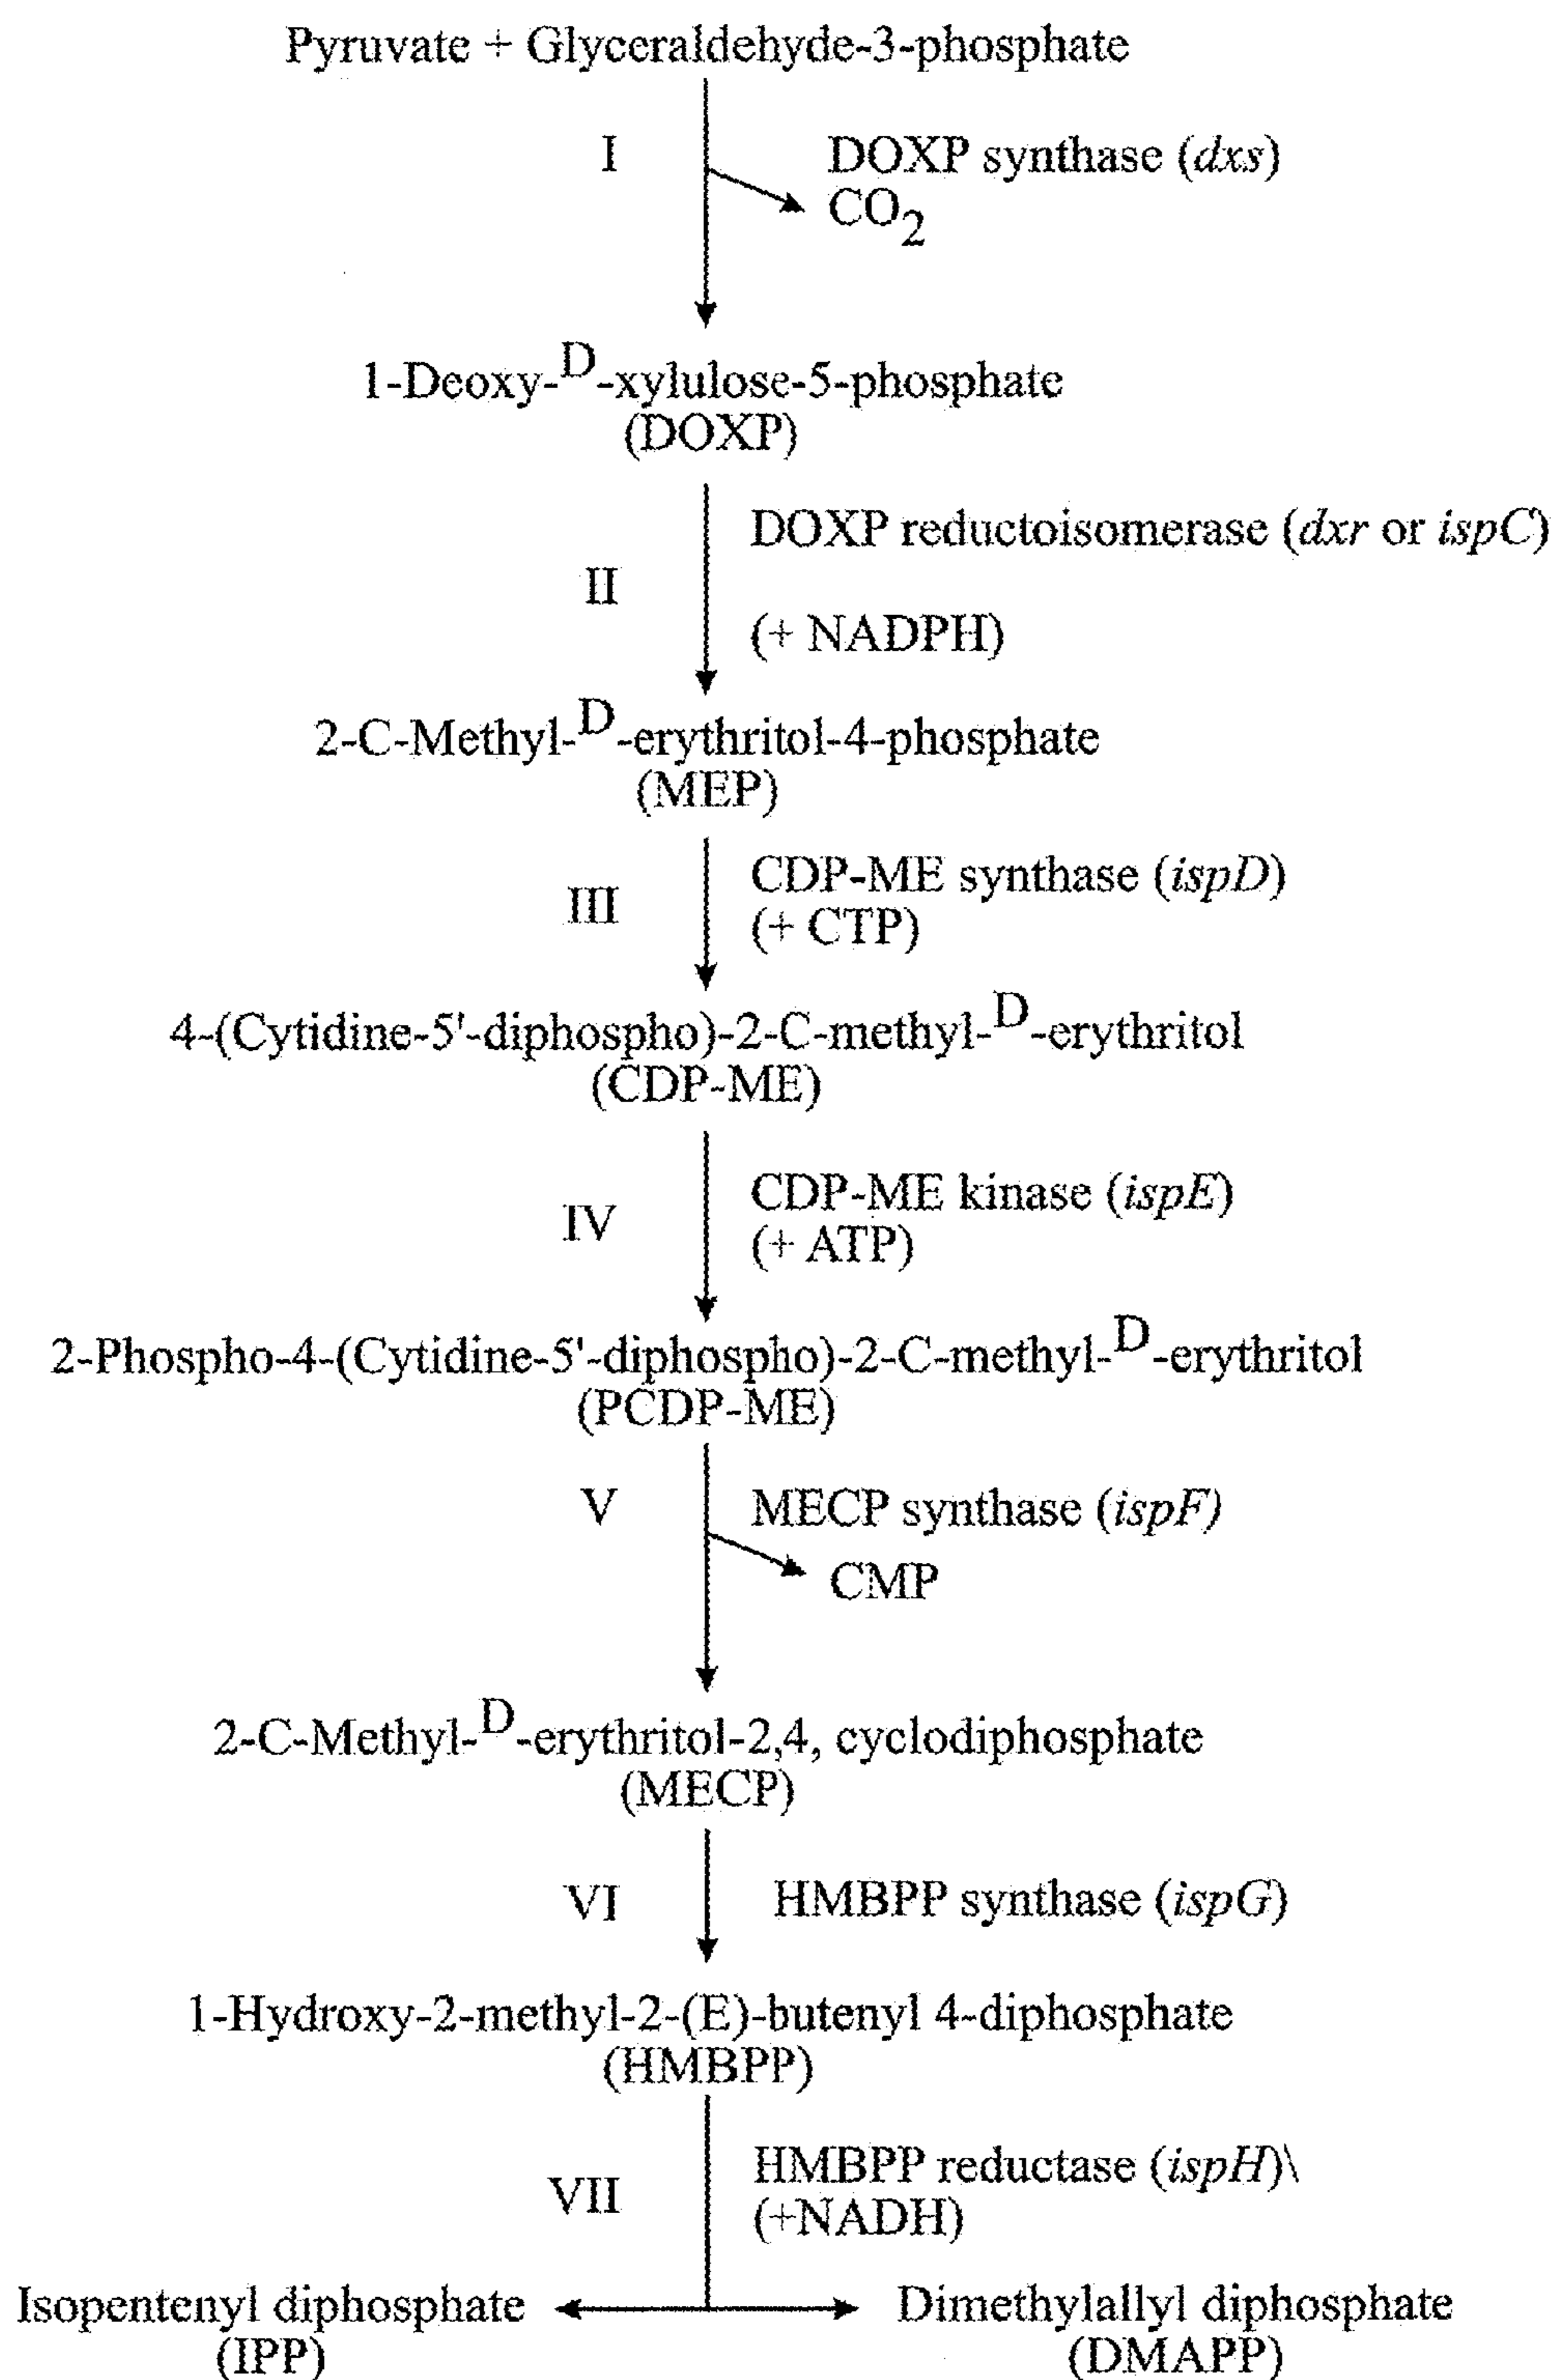 Pyruvate + Glyceraldehyde-3-phosphate
I
DOXP synthase (dxs)
CO2
1-Deoxy-D-xylulose-5-phosphate
(DOXP)
DOXP reductoisomerase (dxr or ispC)
II
(+ NADPH)
2-C-Methyl-D-erythritol-4-phosphate
(MEP)
CDP-ME synthase (ispD)
III
(+ CTP)
4-(Cytidine-5'-diphospho)-2-C-methyl-D-erythritol
(CDP-ME)
CDP-ME kinase (ispE)
IV
(+ ATP)
2-Phospho-4-(Cytidine-5'-diphospho)-2-C-methyl-D-erythritol
(PCDP-ME)
V
MECP synthase (ispF)
CMP
2-C-Methyl-D-erythritol-2,4, cyclodiphosphate
(MECP)
VI
HMBPP synthase (ispG)
1-Hydroxy-2-methyl-2-(E)-butenyl 4-diphosphate
(HMBPP)
HMBPP reductase (ispH)\
VII
(+NADH)
Isopentenyl diphosphate
(IPP)
Dimethylallyl diphosphate
(DMAPP)